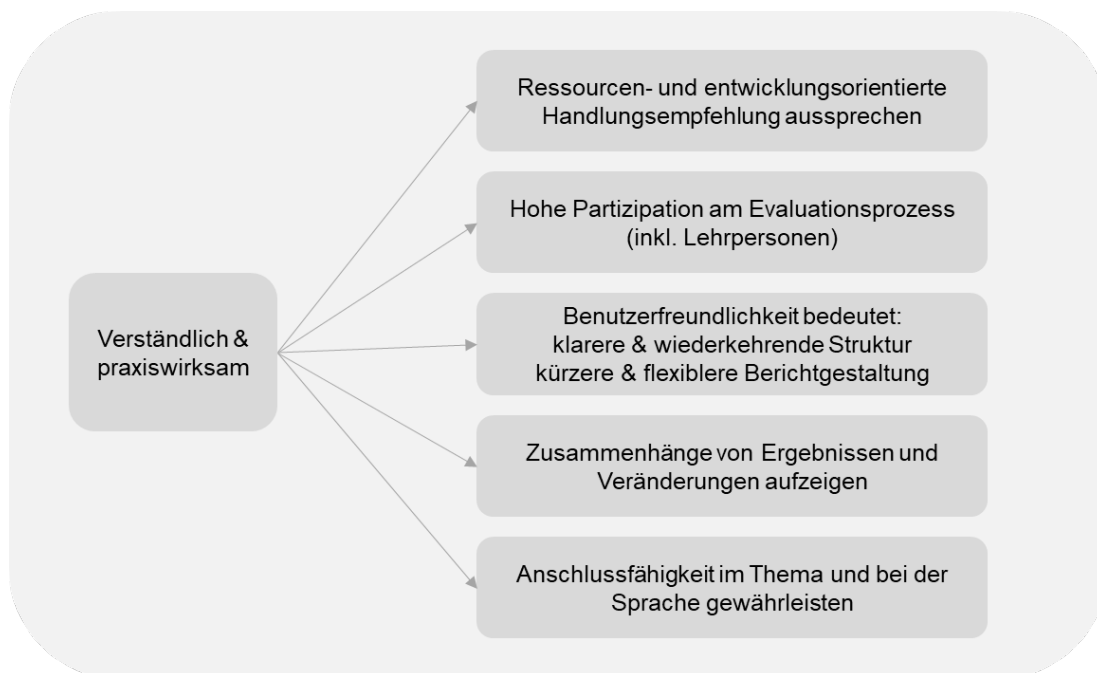 Verständlich &
praxiswirksam
Ressourcen- und entwicklungsorientierte
Handlungsempfehlung aussprechen
Hohe Partizipation am Evaluationsprozess
(inkl. Lehrpersonen)
Benutzerfreundlichkeit bedeutet:
klarere & wiederkehrende Struktur
kürzere & flexiblere Berichtgestaltung
Zusammenhänge von Ergebnissen und
Veränderungen aufzeigen
Anschlussfähigkeit im Thema und bei der
Sprache gewährleisten